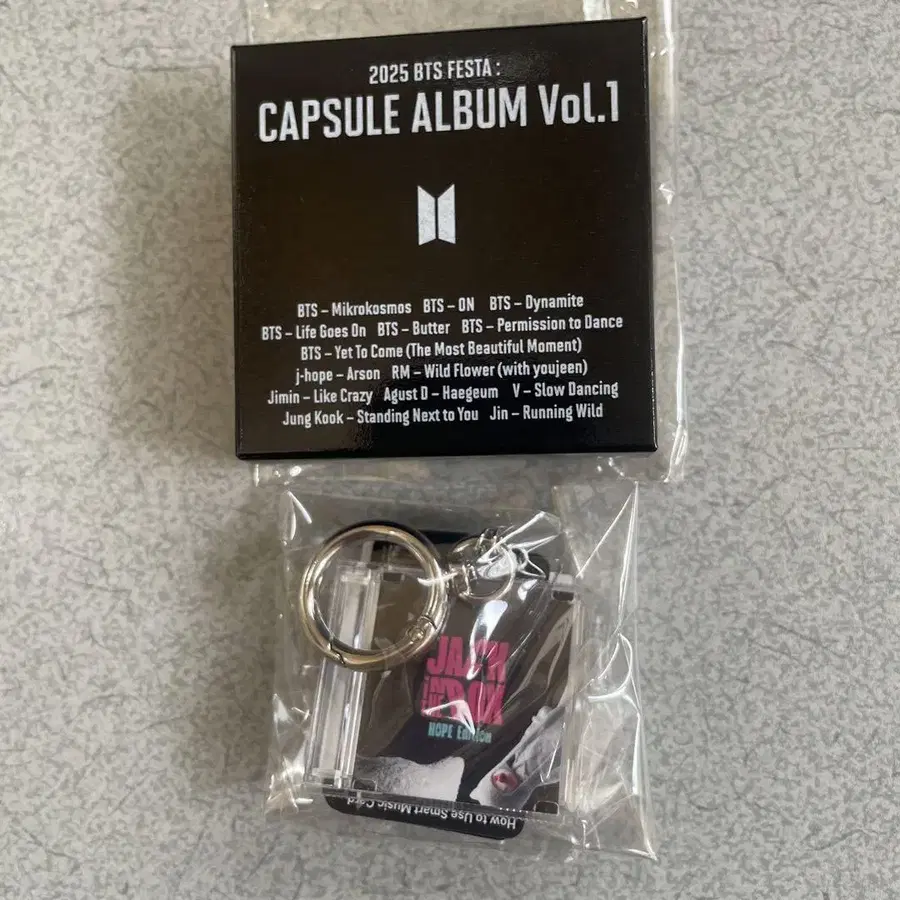 2025 BTS FESTA :
CAPSULE ALBUM Vol.1
BTS – Mikrokosmos BTS – ON BTS – Dynamite
BTS – Life Goes On BTS – Butter BTS – Permission to Dance
BTS – Yet To Come (The Most Beautiful Moment)
j-hope – Arson RM – Wild Flower (with youjeen)
Jimin – Like Crazy Agust D – Haegeum V – Slow Dancing
Jung Kook – Standing Next to You Jin – Running Wild
JACK
IN THE BOX
HOPE Edition
How to Use Smart Music Card